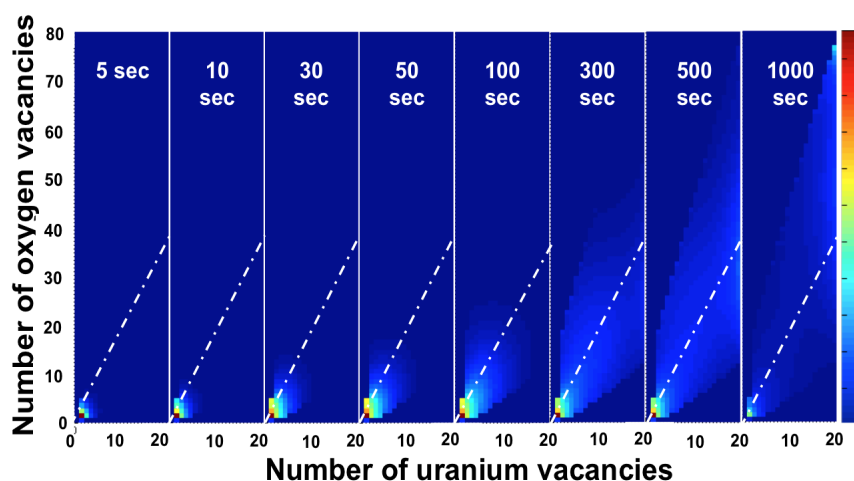 80
70
60
50
40
30
20
10
0
Number of oxygen vacancies
5 sec
10
sec
30
sec
50
sec
100
sec
300
sec
500
sec
1000
sec
0 10 20 10 20 10 20 10 20 10 20 10 20 10 20 10 20
Number of uranium vacancies